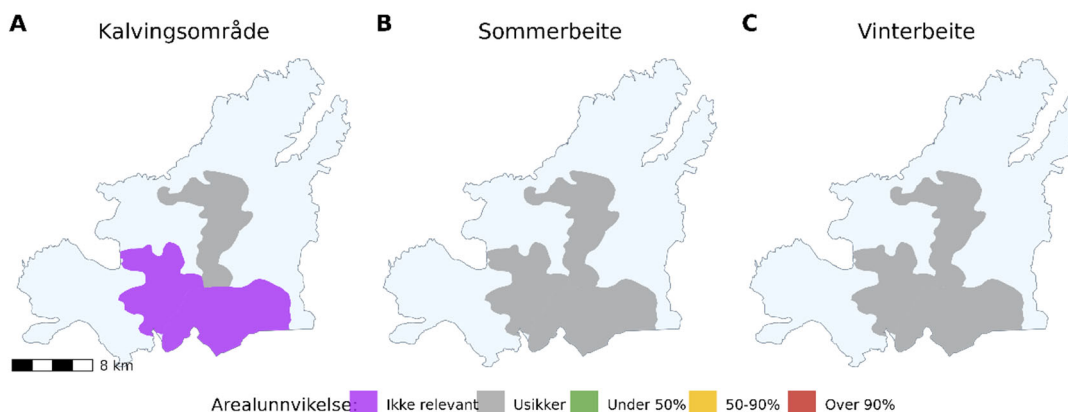 A Kalvingsområde B Sommerbeite C Vinterbeite
8 km
Arealunnvikelse: Ikke relevant Usikker Under 50% 50-90% Over 90%